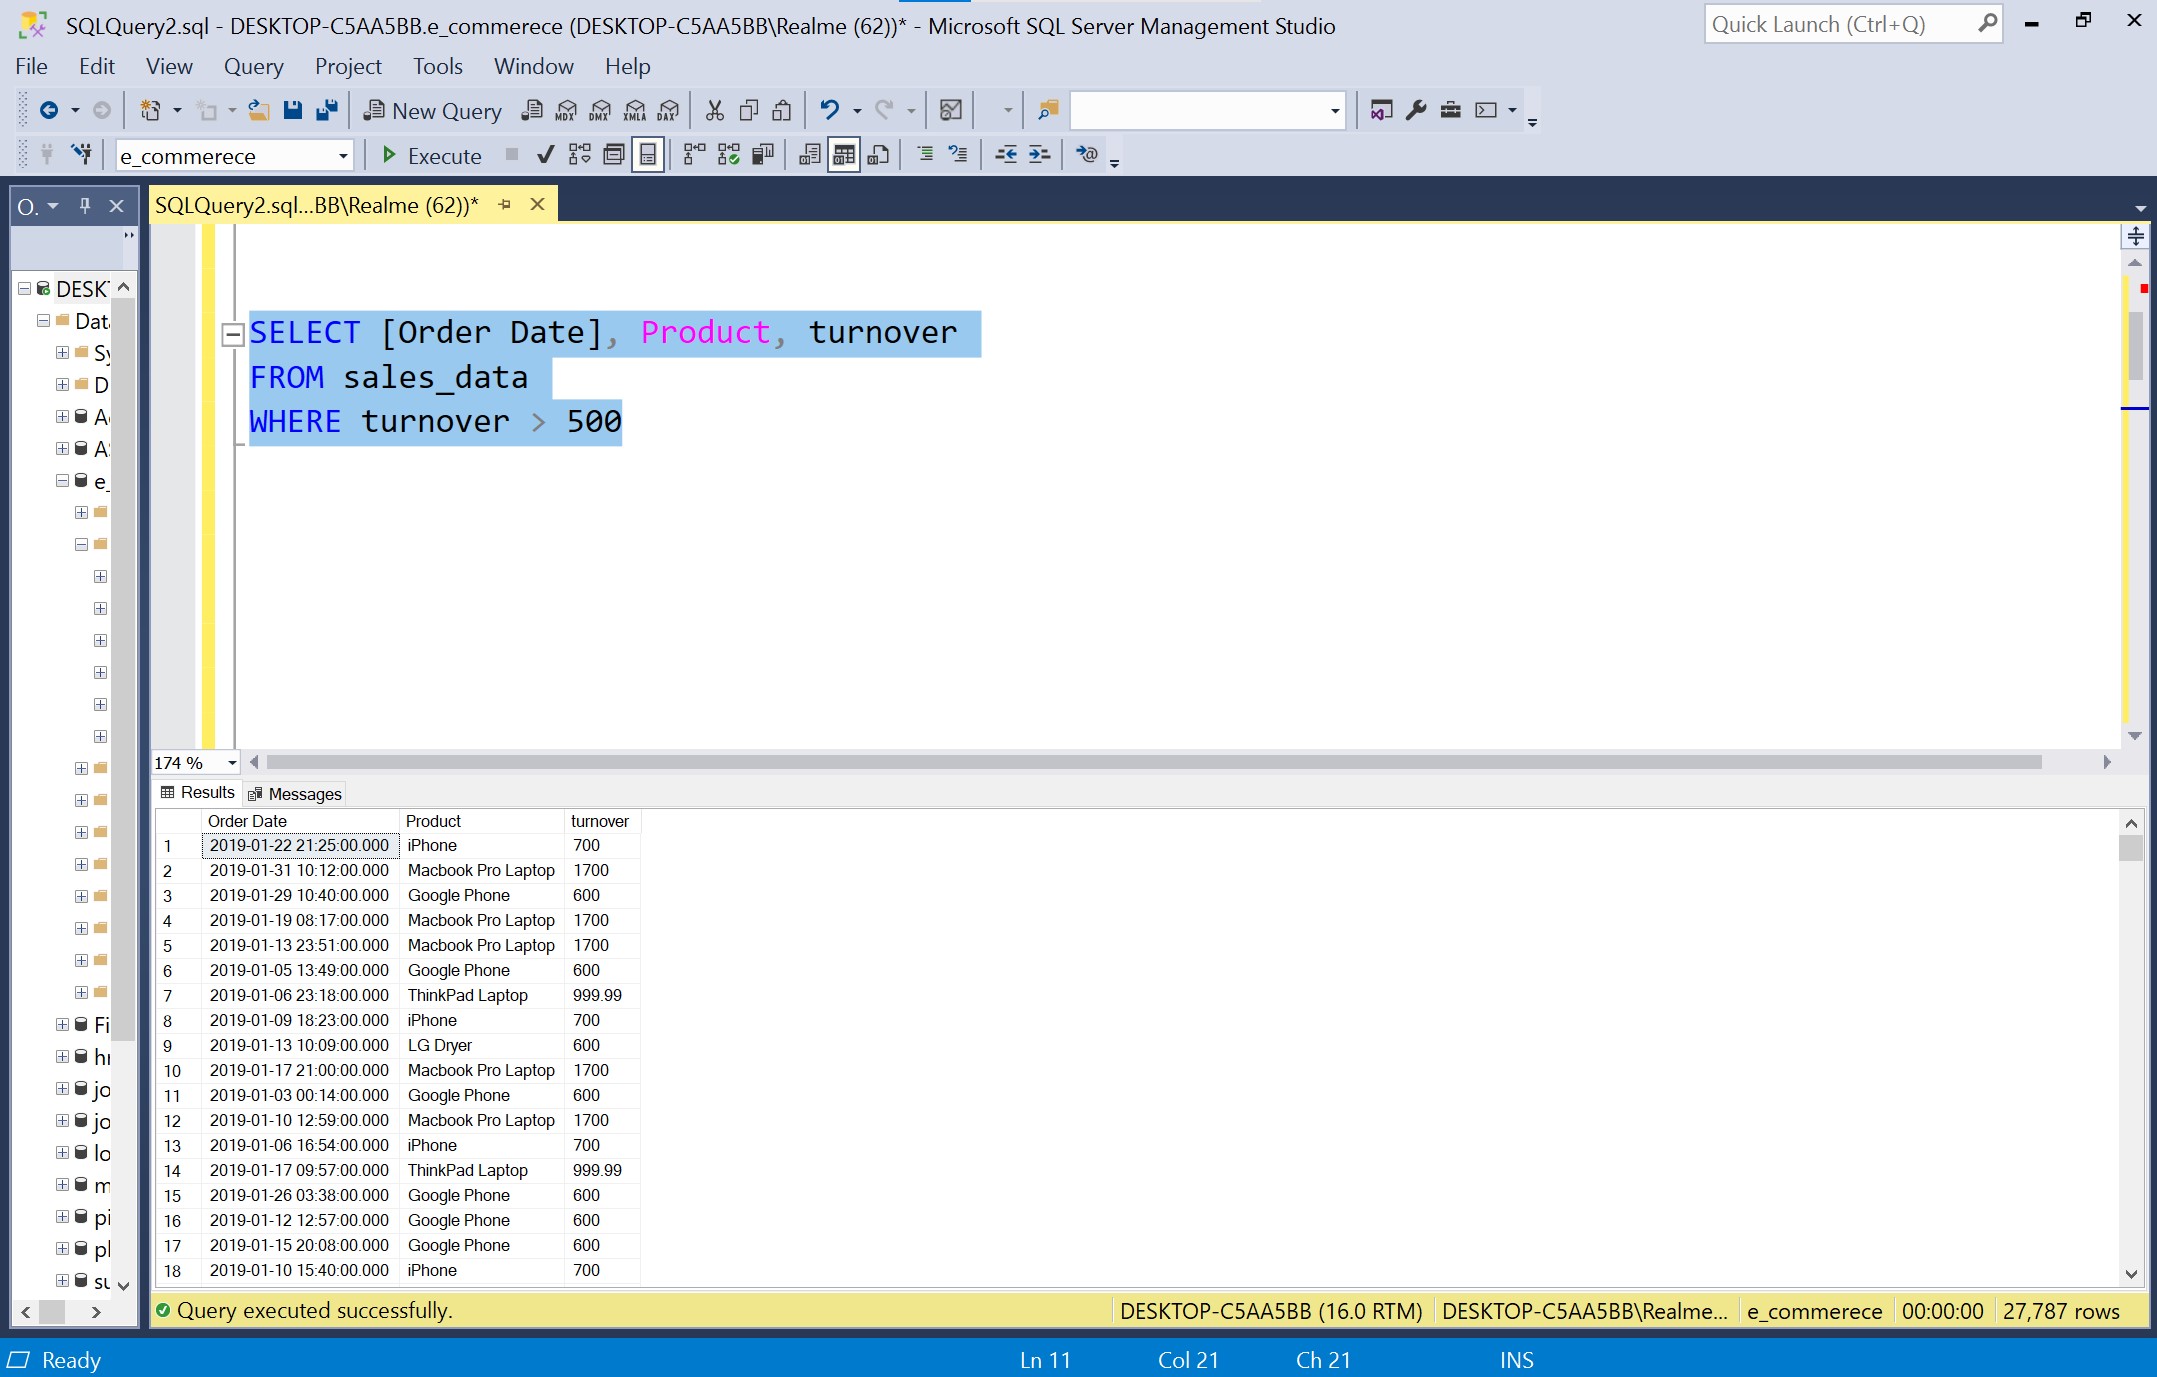 SQLQuery2.sql - DESKTOP-C5AA5BB.e_commerece (DESKTOP-C5AA5BB\Realme (62))* - Microsoft SQL Server Management Studio
Quick Launch (Ctrl+Q)
File Edit View Query Project Tools Window Help
New Query MDX DMX XMLA DAX
e_commerece Execute
O.
SQLQuery2.sql...BB\Realme (62))*
DESK
Data
Sy
D
A
e_
Fi
jo
jo
lo
m
pi
su
SELECT [Order Date], Product, turnover
FROM sales_data
WHERE turnover > 500
174 %
Results Messages
Order Date Product turnover
1 2019-01-22 21:25:00.000 iPhone 700
2 2019-01-31 10:12:00.000 Macbook Pro Laptop 1700
3 2019-01-29 10:40:00.000 Google Phone 600
4 2019-01-19 08:17:00.000 Macbook Pro Laptop 1700
5 2019-01-13 23:51:00.000 Macbook Pro Laptop 1700
6 2019-01-05 13:49:00.000 Google Phone 600
7 2019-01-06 23:18:00.000 ThinkPad Laptop 999.99
8 2019-01-09 18:23:00.000 iPhone 700
9 2019-01-13 10:09:00.000 LG Dryer 600
10 2019-01-17 21:00:00.000 Macbook Pro Laptop 1700
11 2019-01-03 00:14:00.000 Google Phone 600
12 2019-01-10 12:59:00.000 Macbook Pro Laptop 1700
13 2019-01-06 16:54:00.000 iPhone 700
14 2019-01-17 09:57:00.000 ThinkPad Laptop 999.99
15 2019-01-26 03:38:00.000 Google Phone 600
16 2019-01-12 12:57:00.000 Google Phone 600
17 2019-01-15 20:08:00.000 Google Phone 600
18 2019-01-10 15:40:00.000 iPhone 700
Query executed successfully. DESKTOP-C5AA5BB (16.0 RTM) DESKTOP-C5AA5BB\Realme... e_commerece 00:00:00 27,787 rows
Ready Ln 11 Col 21 Ch 21 INS